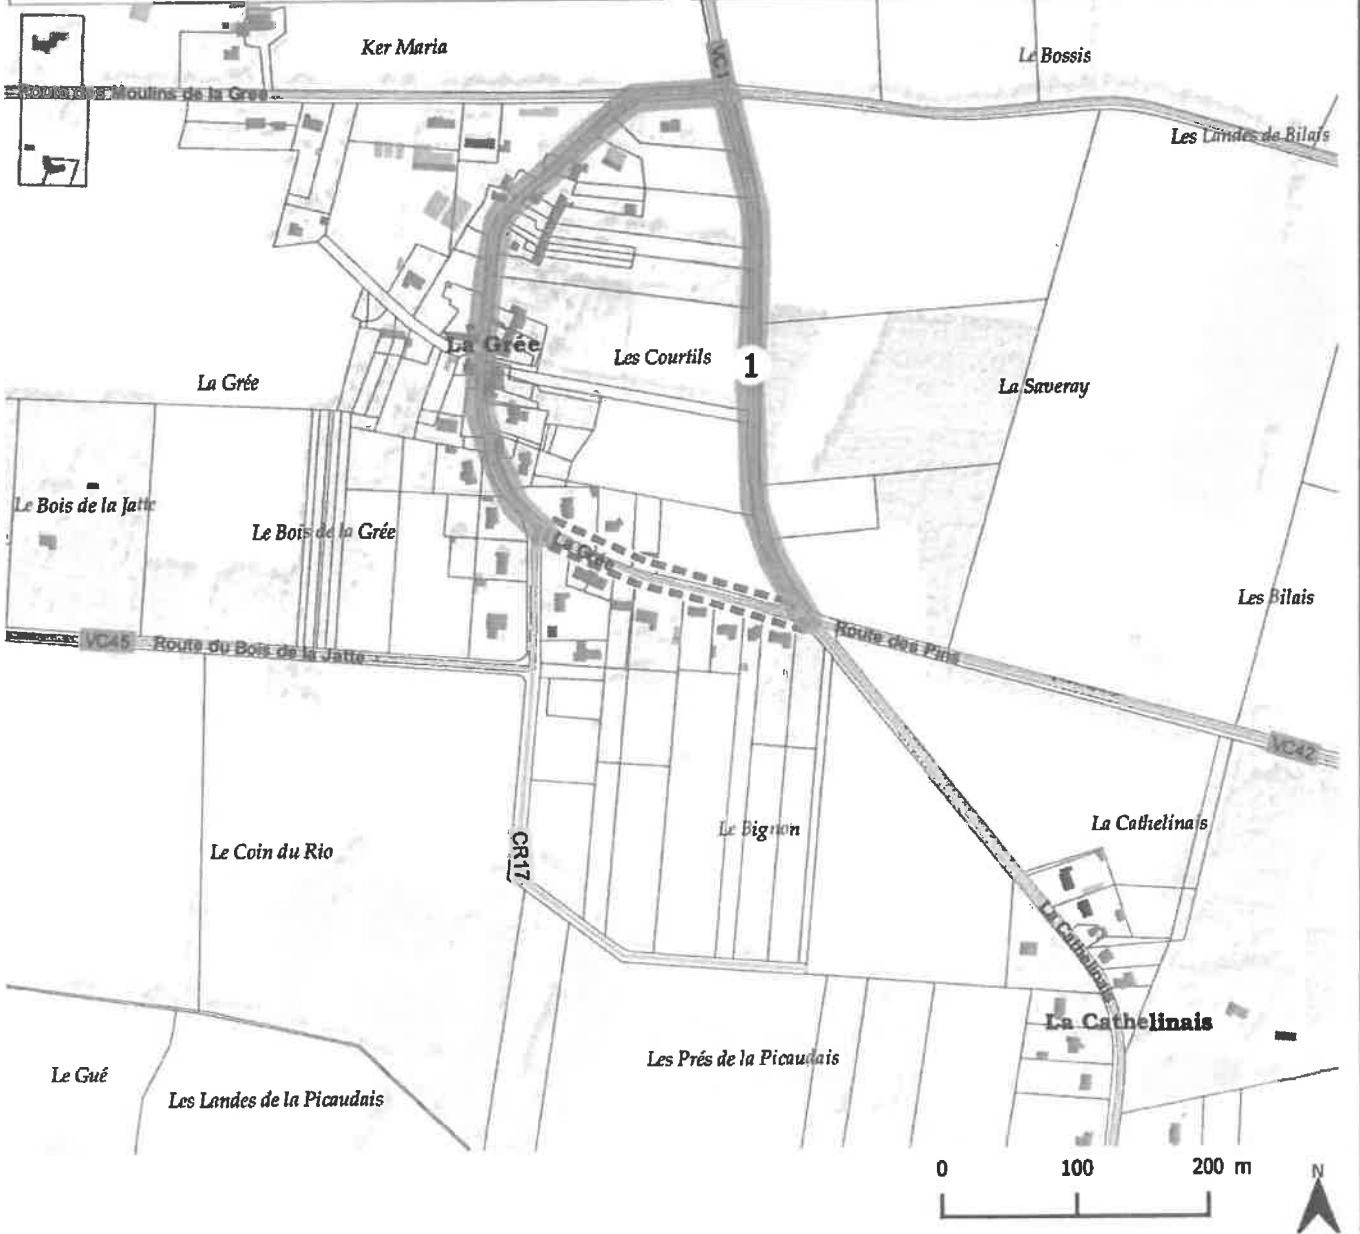 Ker Maria
VC1
Le Bossis
Route des Moulins de la Grée
Les Landes de Bilais
La Grée
Les Courtils
1
La Grée
La Saveray
Le Bois de la Jatte
Le Bois de la Grée
La Grée
Les Bilais
VC45
Route du Bois de la Jatte
Route des Pins
VC42
Le Bignon
La Cathelinais
Le Coin du Rio
CR17
La Cathelinais
La Cathelinais
Les Prés de la Picaudais
Le Gué
Les Landes de la Picaudais
0 100 200 m
N